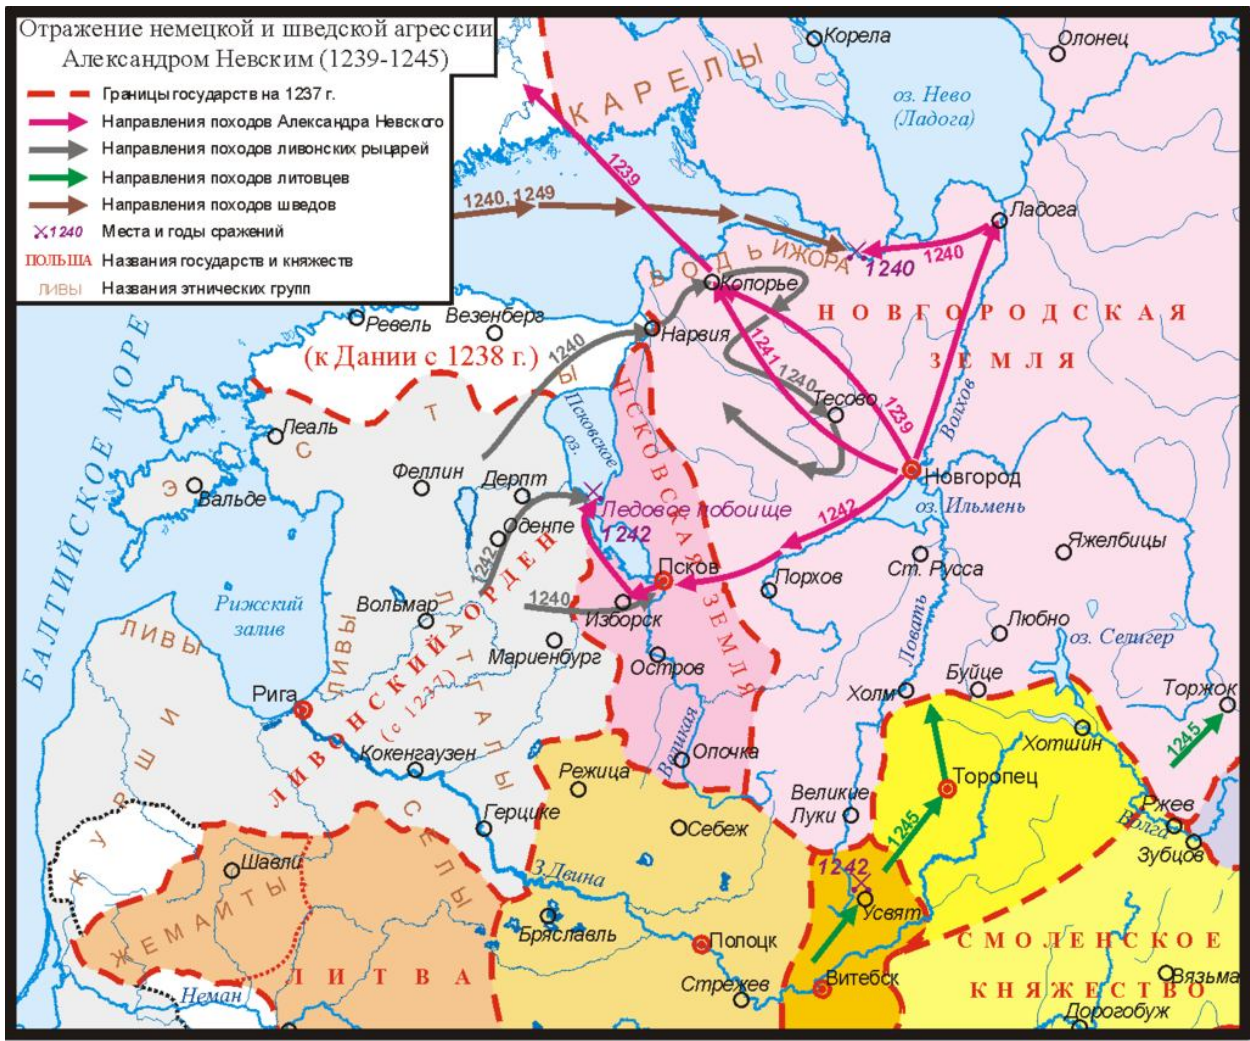 Отражение немецкой и шведской агрессии
Александром Невским (1239-1245)
Границы государств на 1237 г.
Направления походов Александра Невского
Направления походов ливонских рыцарей
Направления походов литовцев
Направления походов шведов
1240 Места и годы сражений
ПОЛЬША Названия государств и княжеств
ЛИВЫ Названия этнических групп
Корела
Олонец
КАРЕЛЫ
оз. Нево
(Ладога)
1239
1240, 1249
Ладога
1240
1240
ВОДЬ
ИЖОРА
Копорье
НОВГОРОДСКАЯ
ЗЕМЛЯ
БАЛТИЙСКОЕ МОРЕ
Ревель
Везенберг
Нарвия
(к Дании с 1238 г.)
1240
1241
1240
Тесово
1239
Волхов
ЭСТЫ
Псковское
оз.
ПСКОВСКАЯ ЗЕМЛЯ
Леаль
Феллин
Дерпт
Вальде
Оденпе
Ледовое побоище
1242
Новгород
оз. Ильмень
1242
1242
Яжелбицы
Ст. Русса
Псков
Порхов
1240
Изборск
Рижский
залив
Вольмар
ЛИВЫ
ЛИВЫ
ЛАТГАЛЫ
Мариенбург
Остров
Ловать
Любно
оз. Селигер
Рига
ЛИВОНСКИЙ ОРДЕН
(с 1237)
Великая
Холм
Буйце
Торжок
Хотшин
1245
Кокенгаузен
Опочка
Режица
Торопец
КУРШИ
Герцике
СЕЛЫ
Себеж
Великие
Луки
1245
Ржев
Волга
Зубцов
Шавли
ЖЕМАЙТЫ
З.Двина
1242
Усвят
Бряславль
Полоцк
СМОЛЕНСКОЕ
КНЯЖЕСТВО
ЛИТВА
Неман
Стрежев
Витебск
Вязьма
Дорогобуж